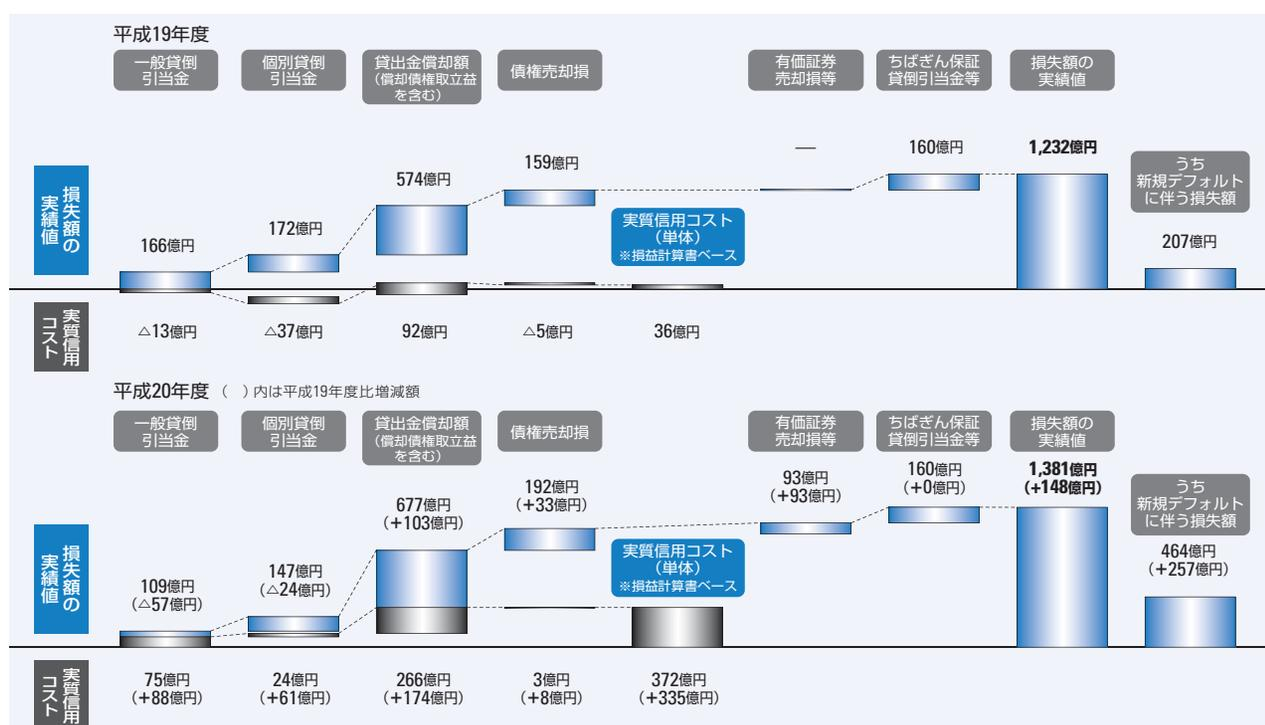 平成19年度
一般貸倒
引当金
個別貸倒
引当金
貸出金償却額
（償却債権取立益
を含む）
債権売却損
有価証券
売却損等
ちばぎん保証
貸倒引当金等
損失額の
実績値
うち
新規デフォルト
に伴う損失額
損失額の
実績値
166億円
172億円
574億円
159億円
実質信用コスト
（単体）
※損益計算書ベース
―
160億円
1,232億円
207億円
実質信用
コスト
△13億円
△37億円
92億円
△5億円
36億円
平成20年度 （　）内は平成19年度比増減額
一般貸倒
引当金
個別貸倒
引当金
貸出金償却額
（償却債権取立益
を含む）
債権売却損
有価証券
売却損等
ちばぎん保証
貸倒引当金等
損失額の
実績値
うち
新規デフォルト
に伴う損失額
損失額の
実績値
109億円
（△57億円）
147億円
（△24億円）
677億円
（+103億円）
192億円
（+33億円）
実質信用コスト
（単体）
※損益計算書ベース
93億円
（+93億円）
160億円
（+0億円）
1,381億円
（+148億円）
464億円
（+257億円）
実質信用
コスト
75億円
（+88億円）
24億円
（+61億円）
266億円
（+174億円）
3億円
（+8億円）
372億円
（+335億円）